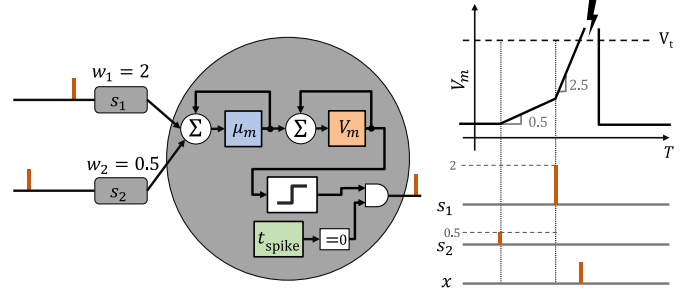 w₁ = 2
s₁
w₂ = 0.5
s₂
Σ
μₘ
Σ
Vₘ
t_spike
=0
Vₘ
Vₜ
2.5
0.5
T
2
s₁
0.5
s₂
x